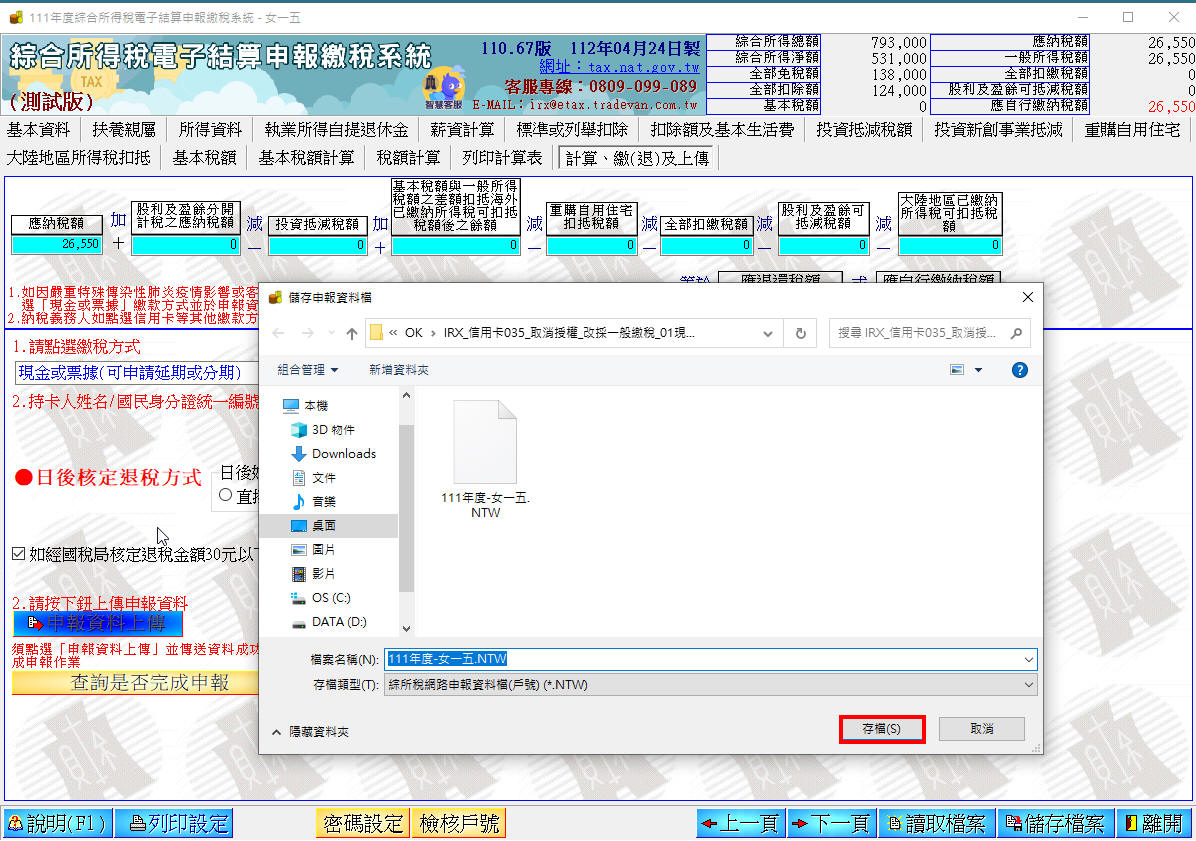 111年度綜合所得稅電子結算申報繳稅系統 - 女一五
綜合所得稅電子結算申報繳稅系統
(測試版)
TAX
110.67版 112年04月24日製
網址：tax.nat.gov.tw
客服專線：0809-099-089
E-MAIL：irx@etax.tradevan.com.tw
智慧客服
綜合所得總額 793,000
綜合所得淨額 531,000
全部免稅額 138,000
全部扣除額 124,000
基本稅額 0
應納稅額 26,550
一般所得稅額 26,550
全部扣繳稅額 0
股利及盈餘可抵減稅額 0
應自行繳納稅額 26,550
基本資料 扶養親屬 所得資料 執業所得自提退休金 薪資計算 標準或列舉扣除 扣除額及基本生活費 投資抵減稅額 投資新創事業抵減 重購自用住宅
大陸地區所得稅扣抵 基本稅額 基本稅額計算 稅額計算 列印計算表 計算、繳(退)及上傳
應納稅額
26,550
加
+
股利及盈餘分開
計稅之應納稅額
0
減
—
投資抵減稅額
0
加
+
基本稅額與一般所得
稅額之差額扣抵海外
已繳納所得稅可扣抵
稅額後之餘額
0
減
—
重購自用住宅
扣抵稅額
0
減
—
全部扣繳稅額
0
減
—
股利及盈餘可
抵減稅額
0
減
—
大陸地區已繳納
所得稅可扣抵稅
額
0
等於 應退還稅額 或 應自行繳納稅額
1.如因嚴重特殊傳染性肺炎疫情影響或客
選「現金或票據」繳款方式並於申報資
2.納稅義務人如點選信用卡等其他繳款方
1.請點選繳稅方式
現金或票據(可申請延期或分期)
2.持卡人姓名/國民身分證統一編號
●日後核定退稅方式
日後如
直接
如經國稅局核定退稅金額30元以下
2.請按下鈕上傳申報資料
申報資料上傳
須點選「申報資料上傳」並傳送資料成功
成申報作業
查詢是否完成申報
儲存申報資料檔
« OK › IRX_信用卡035_取消授權_改採一般繳稅_01現...
搜尋 IRX_信用卡035_取消授...
組合管理 新增資料夾
本機
3D 物件
Downloads
文件
音樂
桌面
圖片
影片
OS (C:)
DATA (D:)
111年度-女一五.
NTW
檔案名稱(N): 111年度-女一五.NTW
存檔類型(T): 綜所稅網路申報資料檔(戶號) (*.NTW)
隱藏資料夾
存檔(S)
取消
說明(F1) 列印設定 密碼設定 檢核戶號 上一頁 下一頁 讀取檔案 儲存檔案 離開